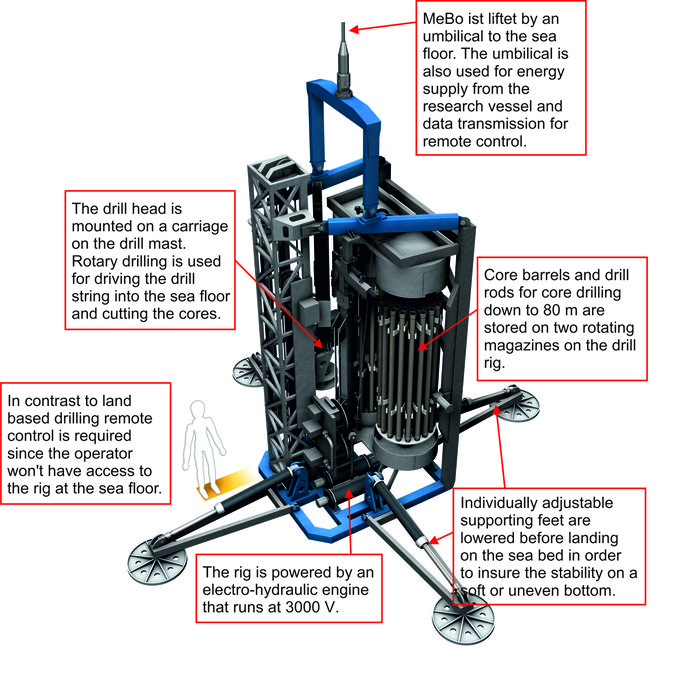 MeBo ist liftet by an
umbilical to the sea
floor. The umbilical is
also used for energy
supply from the
research vessel and
data transmission for
remote control.
The drill head is
mounted on a carriage
on the drill mast.
Rotary drilling is used
for driving the drill
string into the sea floor
and cutting the cores.
Core barrels and drill
rods for core drilling
down to 80 m are
stored on two rotating
magazines on the drill
rig.
In contrast to land
based drilling remote
control is required
since the operator
won't have access to
the rig at the sea floor.
Individually adjustable
supporting feet are
lowered before landing
on the sea bed in order
to insure the stability on a
soft or uneven bottom.
The rig is powered by an
electro-hydraulic engine
that runs at 3000 V.